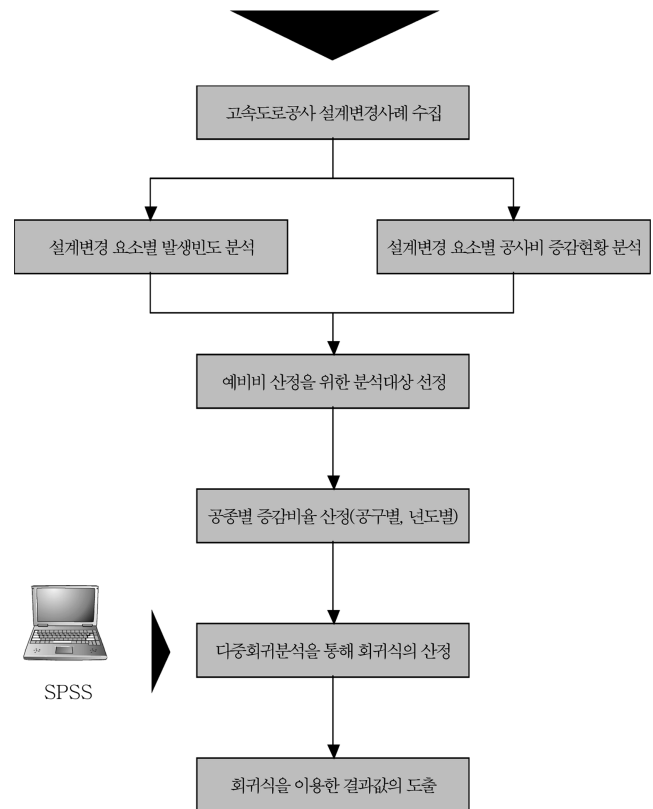 고속도로공사 설계변경사례 수집
설계변경 요소별 발생빈도 분석
설계변경 요소별 공사비 증감현황 분석
예비비 산정을 위한 분석대상 선정
공종별 증감비율 산정(공구별, 년도별)
다중회귀분석을 통해 회귀식의 산정
SPSS
회귀식을 이용한 결과값의 도출